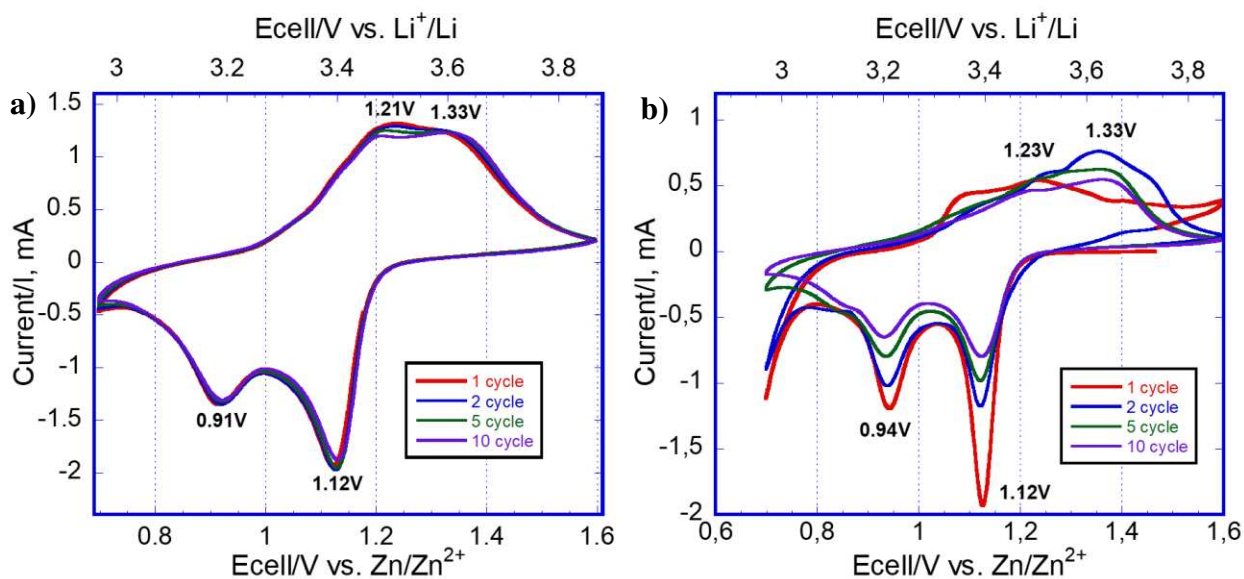 Ecell/V vs. Li⁺/Li
3 3.2 3.4 3.6 3.8
a)
Current/I, mA
1.5
1
0.5
0
-0.5
-1
-1.5
-2
1.21V 1.33V
0.91V
1.12V
1 cycle
2 cycle
5 cycle
10 cycle
0.8 1 1.2 1.4 1.6
Ecell/V vs. Zn/Zn²⁺
Ecell/V vs. Li⁺/Li
3 3,2 3,4 3,6 3,8
b)
Current/I, mA
1
0.5
0
-0,5
-1
-1,5
-2
1.33V
1.23V
0.94V
1.12V
1 cycle
2 cycle
5 cycle
10 cycle
0,6 0,8 1 1,2 1,4 1,6
Ecell/V vs. Zn/Zn²⁺